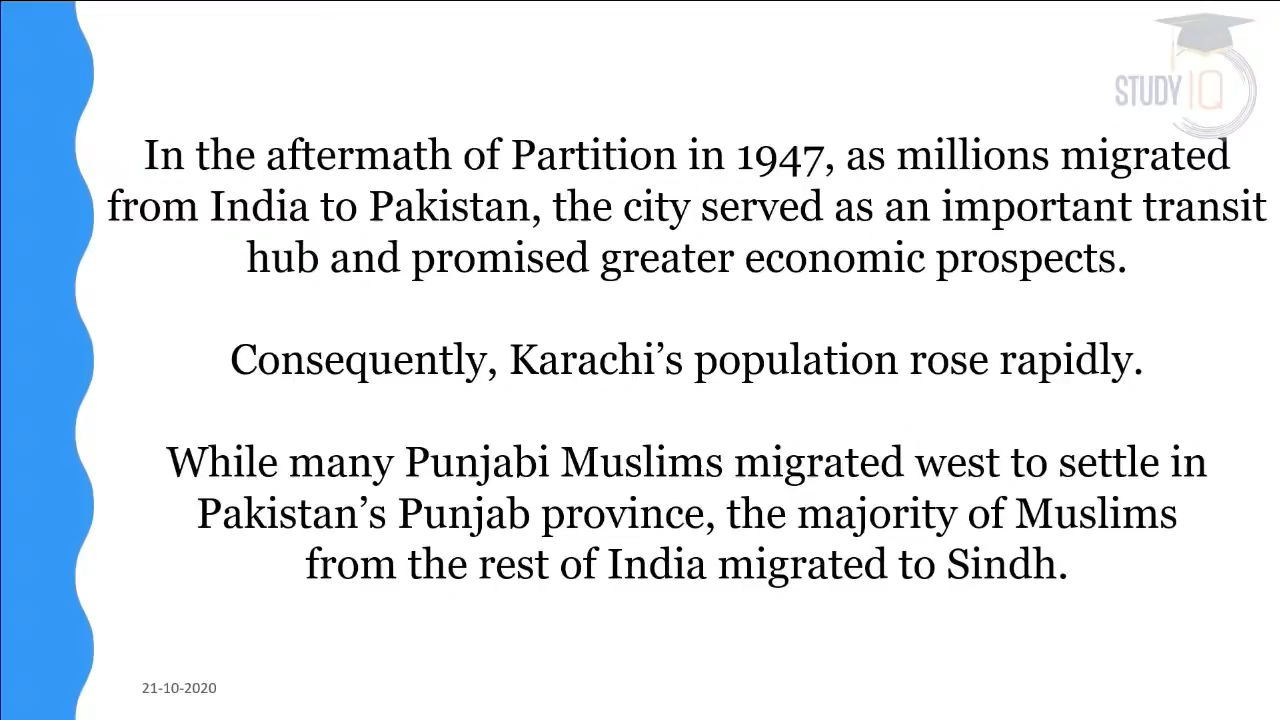 STUDY IQ
In the aftermath of Partition in 1947, as millions migrated
from India to Pakistan, the city served as an important transit
hub and promised greater economic prospects.
Consequently, Karachi’s population rose rapidly.
While many Punjabi Muslims migrated west to settle in
Pakistan’s Punjab province, the majority of Muslims
from the rest of India migrated to Sindh.
21-10-2020